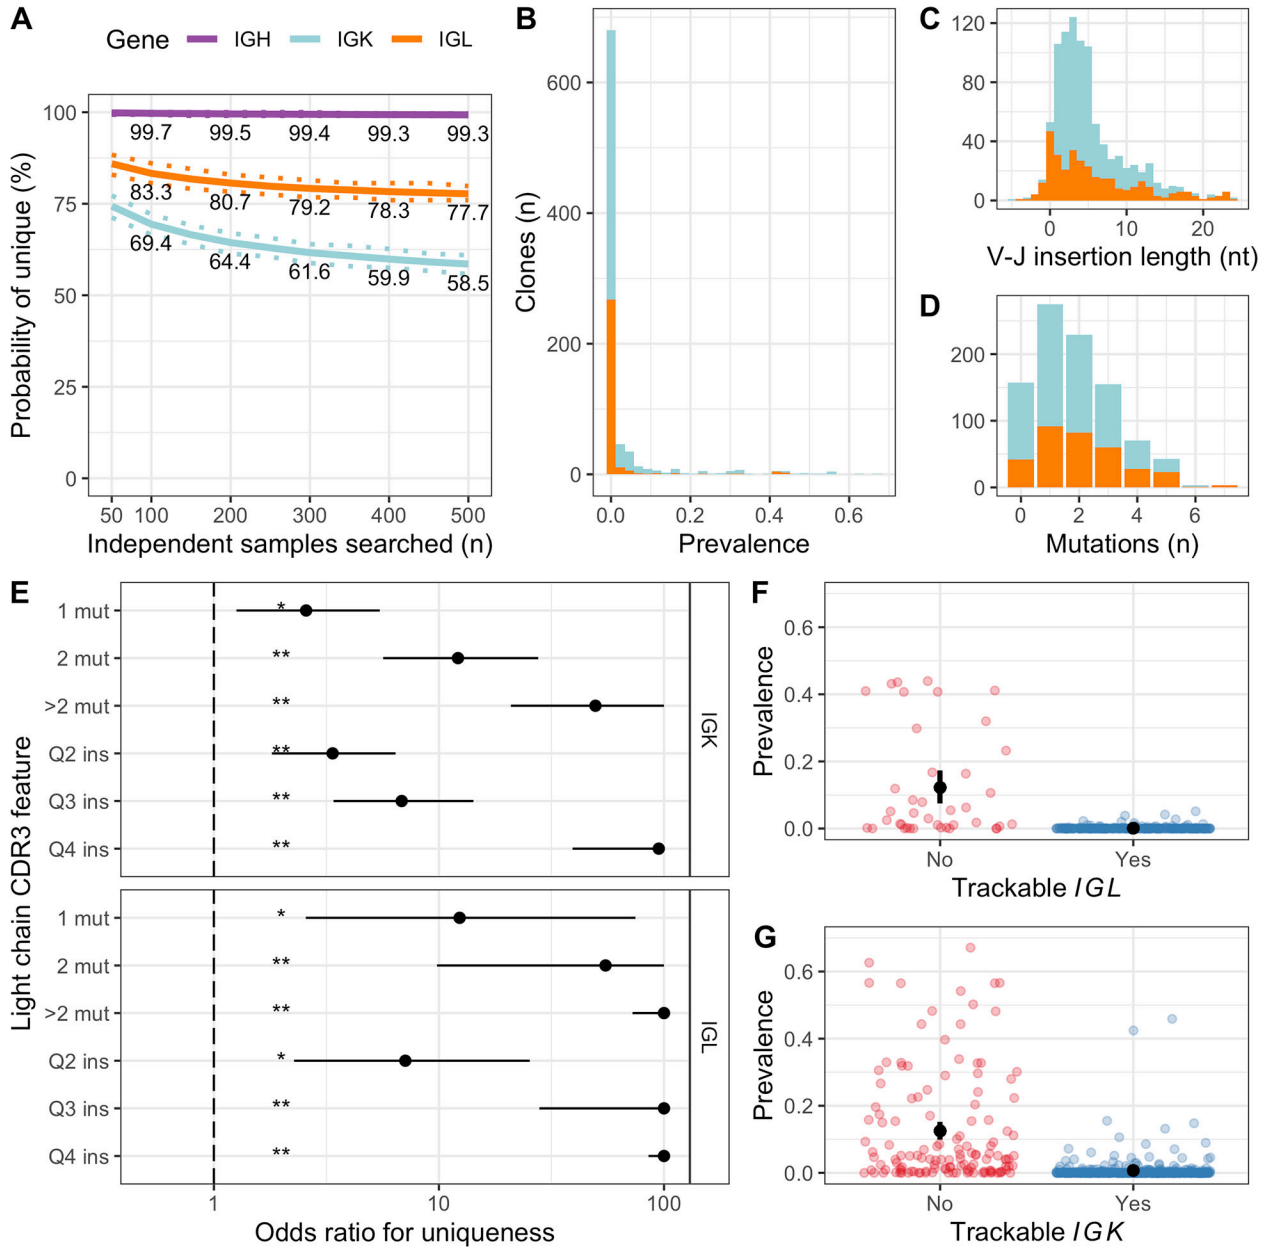 A
Gene IGH IGK IGL
Probability of unique (%)
100
75
50
25
0
99.7 99.5 99.4 99.3 99.3
83.3 80.7 79.2 78.3 77.7
69.4 64.4 61.6 59.9 58.5
50 100 200 300 400 500
Independent samples searched (n)
B
Clones (n)
600
400
200
0
0.0 0.2 0.4 0.6
Prevalence
C
120
80
40
0
0 10 20
V-J insertion length (nt)
D
200
100
0
0 2 4 6
Mutations (n)
E
Light chain CDR3 feature
1 mut *
2 mut **
>2 mut **
Q2 ins **
Q3 ins **
Q4 ins **
IGK
1 mut *
2 mut **
>2 mut **
Q2 ins *
Q3 ins **
Q4 ins **
IGL
1 10 100
Odds ratio for uniqueness
F
Prevalence
0.6
0.4
0.2
0.0
No Yes
Trackable IGL
G
Prevalence
0.6
0.4
0.2
0.0
No Yes
Trackable IGK